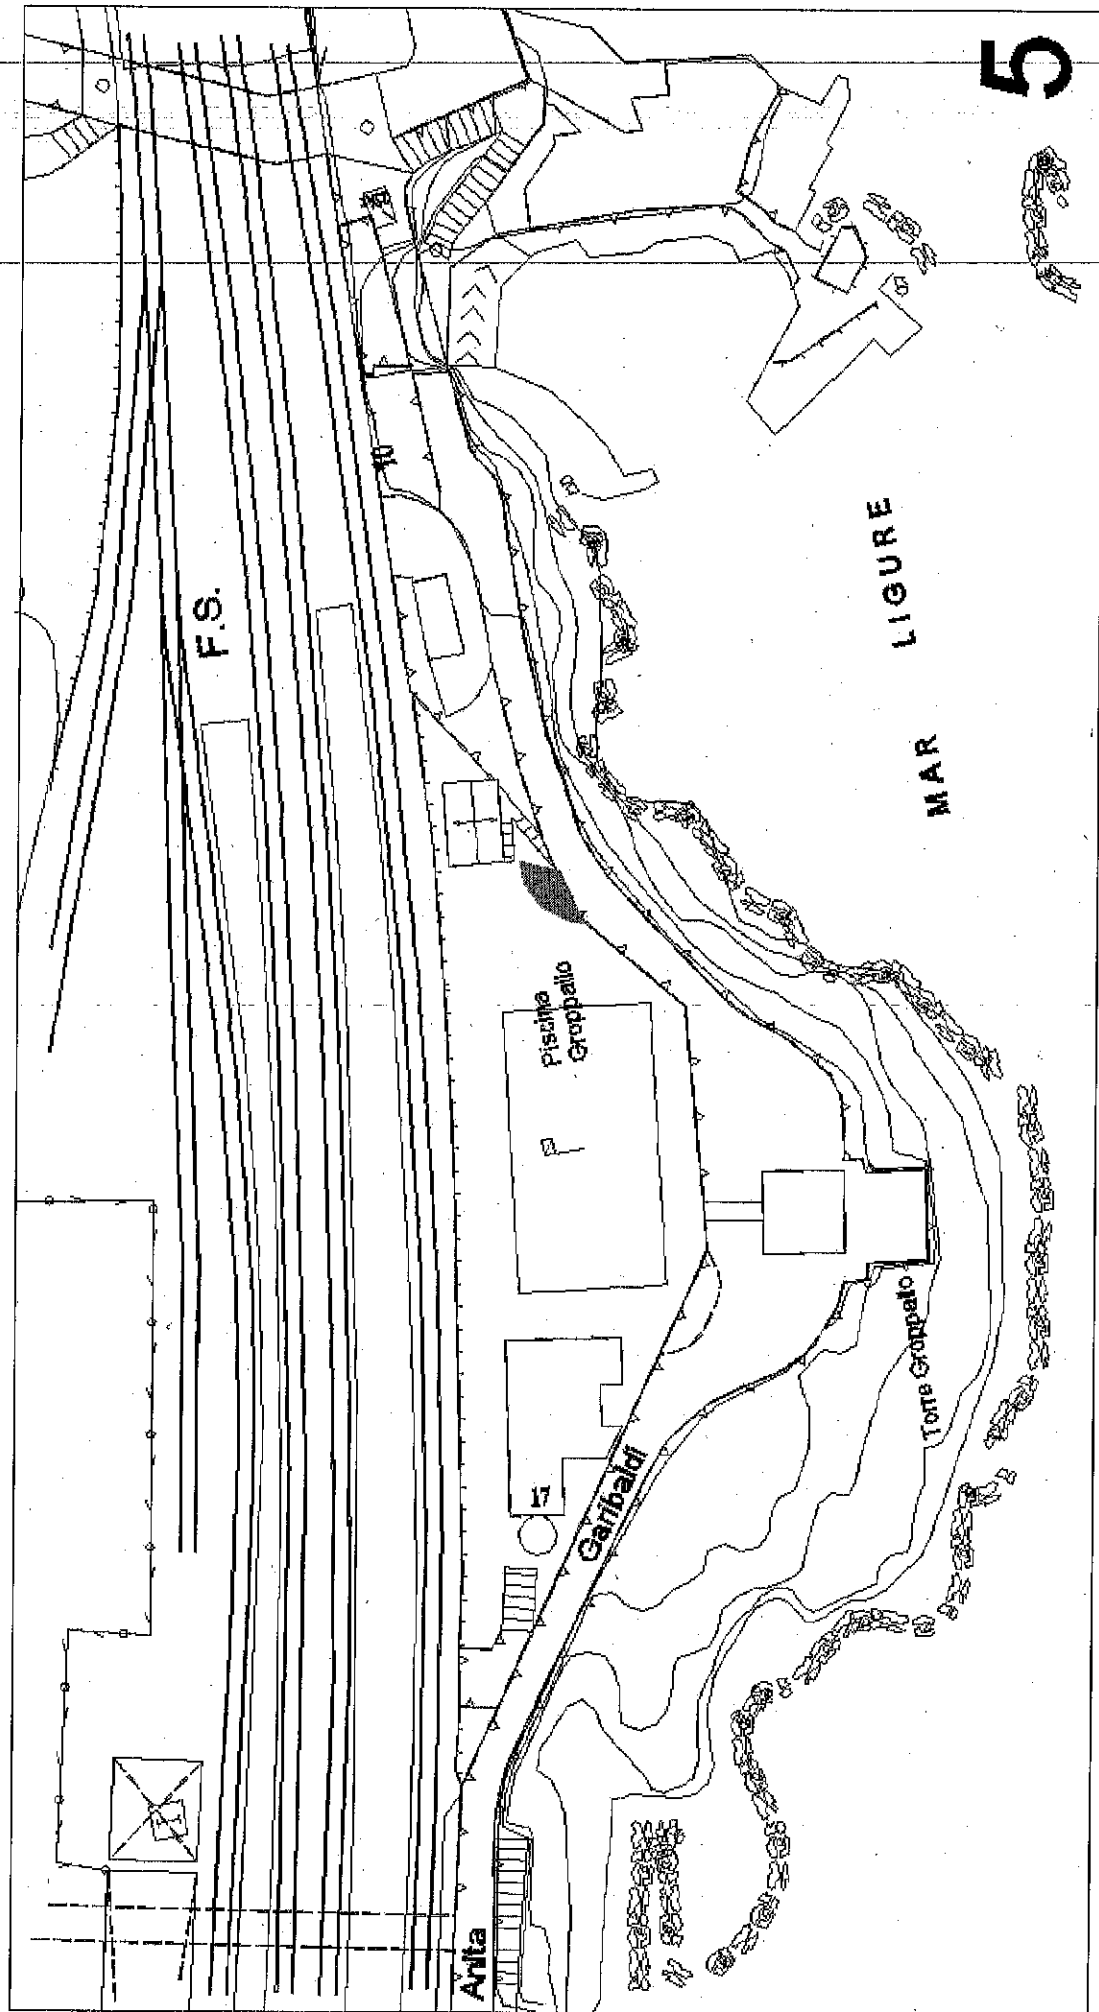 5
F.S.
10
MAR LIGURE
Piscina
Groppallo
17
Garibaldi
Torre Groppallo
Anita